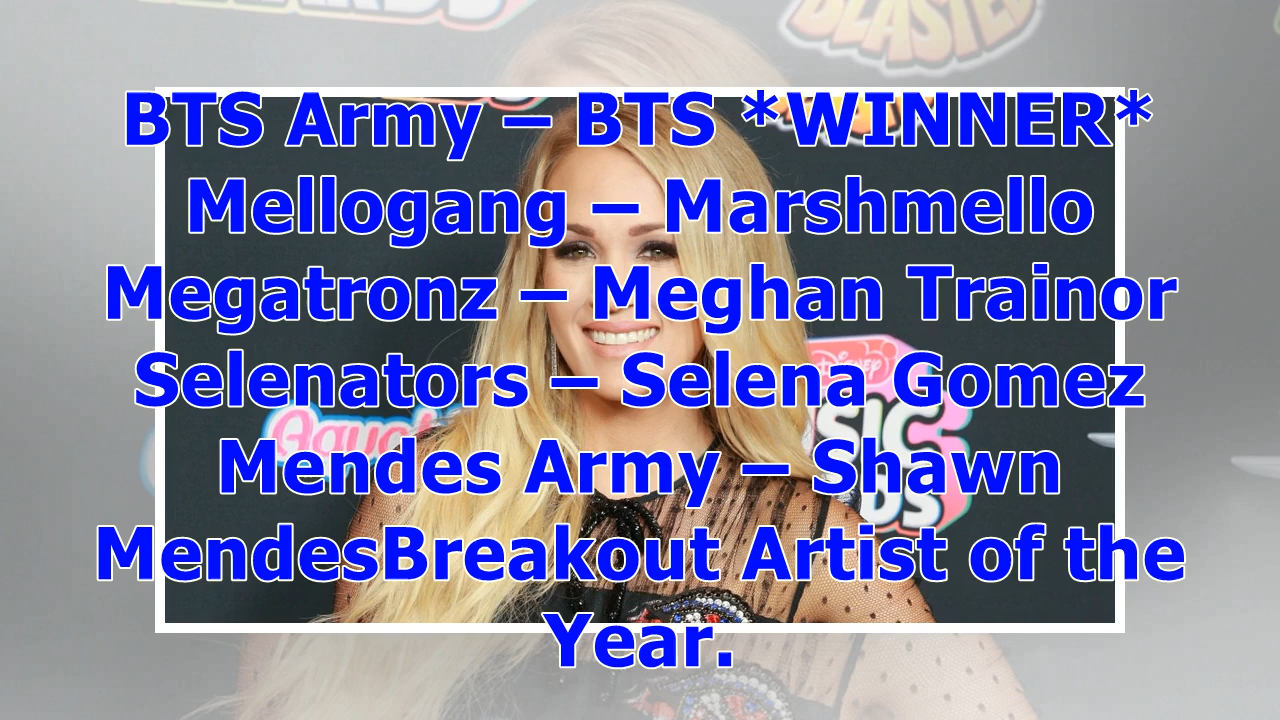 BLASTED
BTS Army – BTS *WINNER*
Mellogang – Marshmello
Megatronz – Meghan Trainor
Selenators – Selena Gomez
Mendes Army – Shawn
MendesBreakout Artist of the
Year.